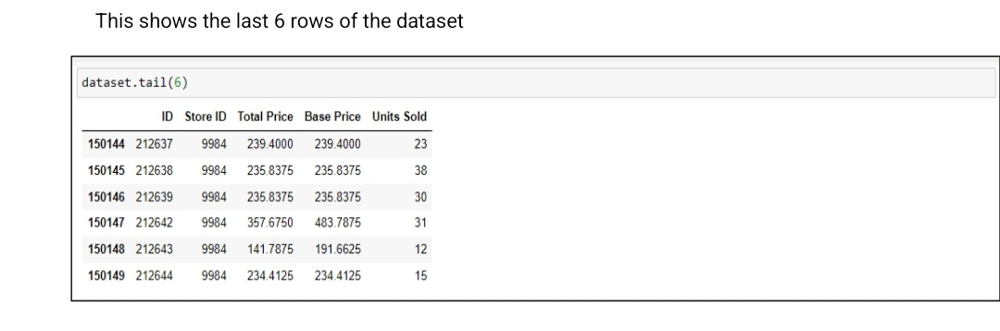 This shows the last 6 rows of the dataset
dataset.tail(6)
ID Store ID Total Price Base Price Units Sold
150144 212637 9984 239.4000 239.4000 23
150145 212638 9984 235.8375 235.8375 38
150146 212639 9984 235.8375 235.8375 30
150147 212642 9984 357.6750 483.7875 31
150148 212643 9984 141.7875 191.6625 12
150149 212644 9984 234.4125 234.4125 15